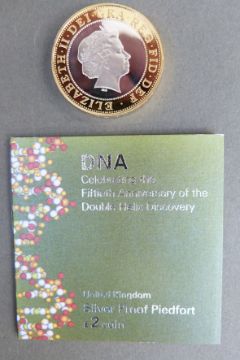 ELIZABETH·II·DEI·GRA·REG·FID·DEF
DNA
Celebrating the
Fiftieth Anniversary of the
Double Helix Discovery
United Kingdom
Silver Proof Piedfort
£2 coin